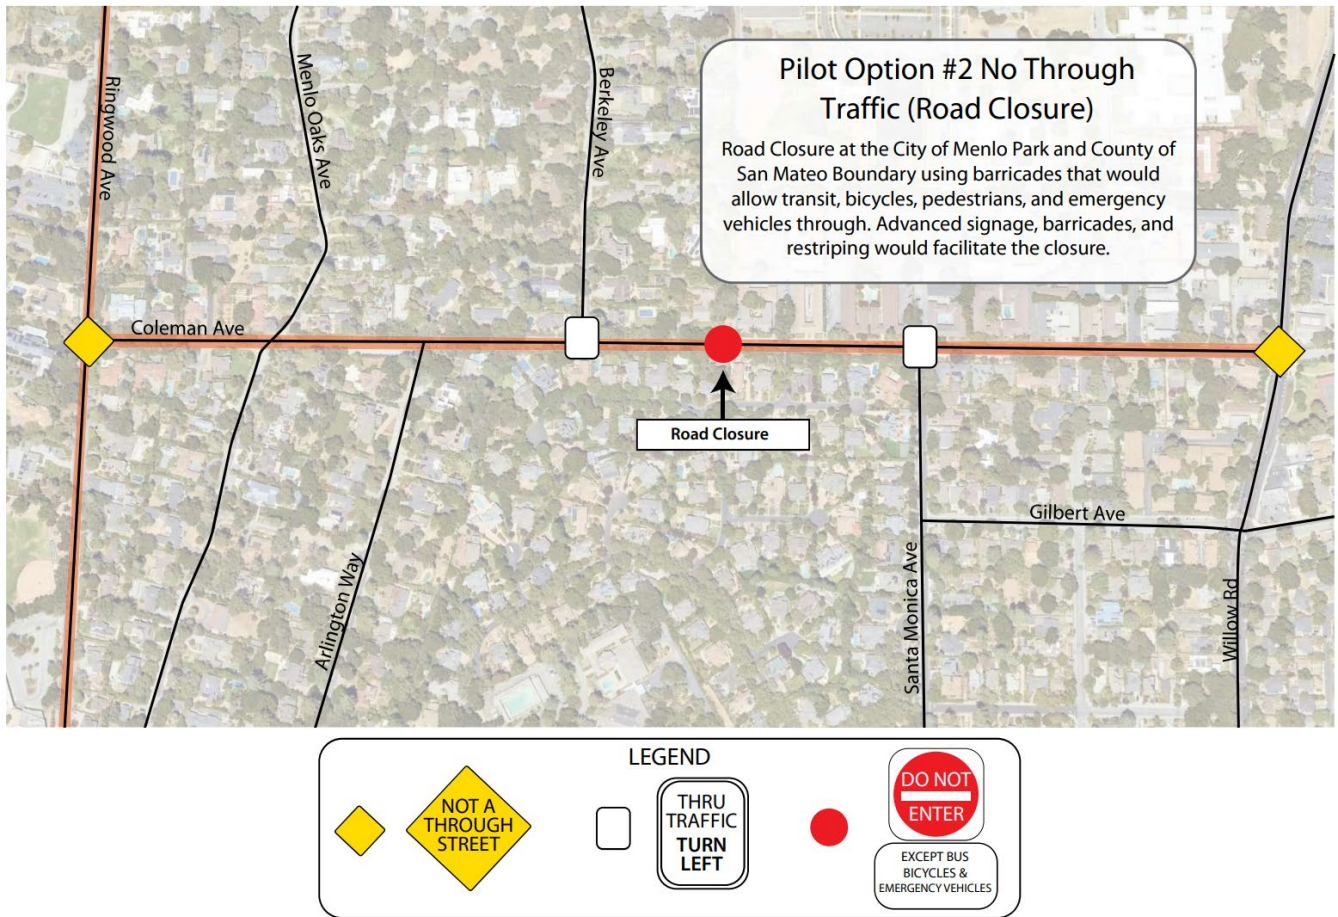 Pilot Option #2 No Through
Traffic (Road Closure)
Road Closure at the City of Menlo Park and County of
San Mateo Boundary using barricades that would
allow transit, bicycles, pedestrians, and emergency
vehicles through. Advanced signage, barricades, and
restriping would facilitate the closure.
Ringwood Ave
Menlo Oaks Ave
Berkeley Ave
Coleman Ave
Road Closure
Arlington Way
Santa Monica Ave
Gilbert Ave
Willow Rd
LEGEND
NOT A
THROUGH
STREET
THRU
TRAFFIC
TURN
LEFT
DO NOT
ENTER
EXCEPT BUS
BICYCLES &
EMERGENCY VEHICLES